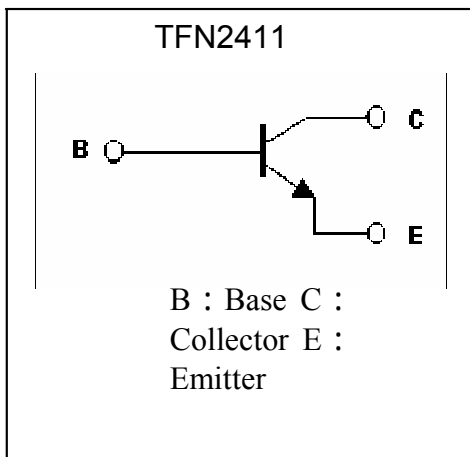 TFN2411
C
B
E
B：Base C：
Collector E：
Emitter